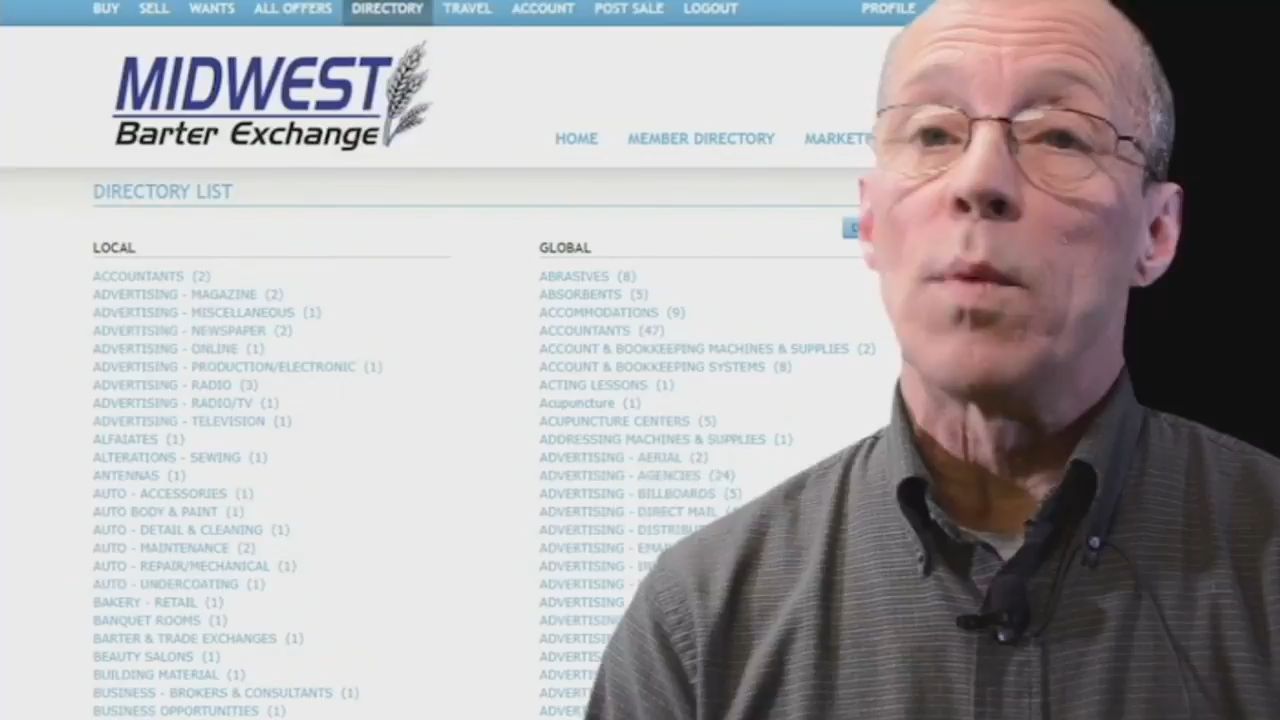 BUY SELL WANTS ALL OFFERS DIRECTORY TRAVEL ACCOUNT POST SALE LOGOUT PROFILE
MIDWEST
Barter Exchange
HOME MEMBER DIRECTORY
DIRECTORY LIST
LOCAL
ACCOUNTANTS (2)
ADVERTISING - MAGAZINE (2)
ADVERTISING - MISCELLANEOUS (1)
ADVERTISING - NEWSPAPER (2)
ADVERTISING - ONLINE (1)
ADVERTISING - PRODUCTION/ELECTRONIC (1)
ADVERTISING - RADIO (3)
ADVERTISING - RADIO/TV (1)
ADVERTISING - TELEVISION (1)
ALFAIATES (1)
ALTERATIONS - SEWING (1)
ANTENNAS (1)
AUTO - ACCESSORIES (1)
AUTO BODY & PAINT (1)
AUTO - DETAIL & CLEANING (1)
AUTO - MAINTENANCE (2)
AUTO - REPAIR/MECHANICAL (1)
AUTO - UNDERCOATING (1)
BAKERY - RETAIL (1)
BANQUET ROOMS (1)
BARTER & TRADE EXCHANGES (1)
BEAUTY SALONS (1)
BUILDING MATERIAL (1)
BUSINESS - BROKERS & CONSULTANTS (1)
BUSINESS OPPORTUNITIES (1)
GLOBAL
ABRASIVES (8)
ABSORBENTS (5)
ACCOMMODATIONS (9)
ACCOUNTANTS (47)
ACCOUNT & BOOKKEEPING MACHINES & SUPPLIES (2)
ACCOUNT & BOOKKEEPING SYSTEMS (8)
ACTING LESSONS (1)
Acupuncture (1)
ACUPUNCTURE CENTERS (5)
ADDRESSING MACHINES & SUPPLIES (1)
ADVERTISING - AERIAL (2)
ADVERTISING - AGENCIES (24)
ADVERTISING - BILLBOARDS (5)
ADVERTISING - DIRECT MAIL
ADVERTISING -
ADVERTISING -
ADVERTISING -
ADVERTISING -
ADVERTISING